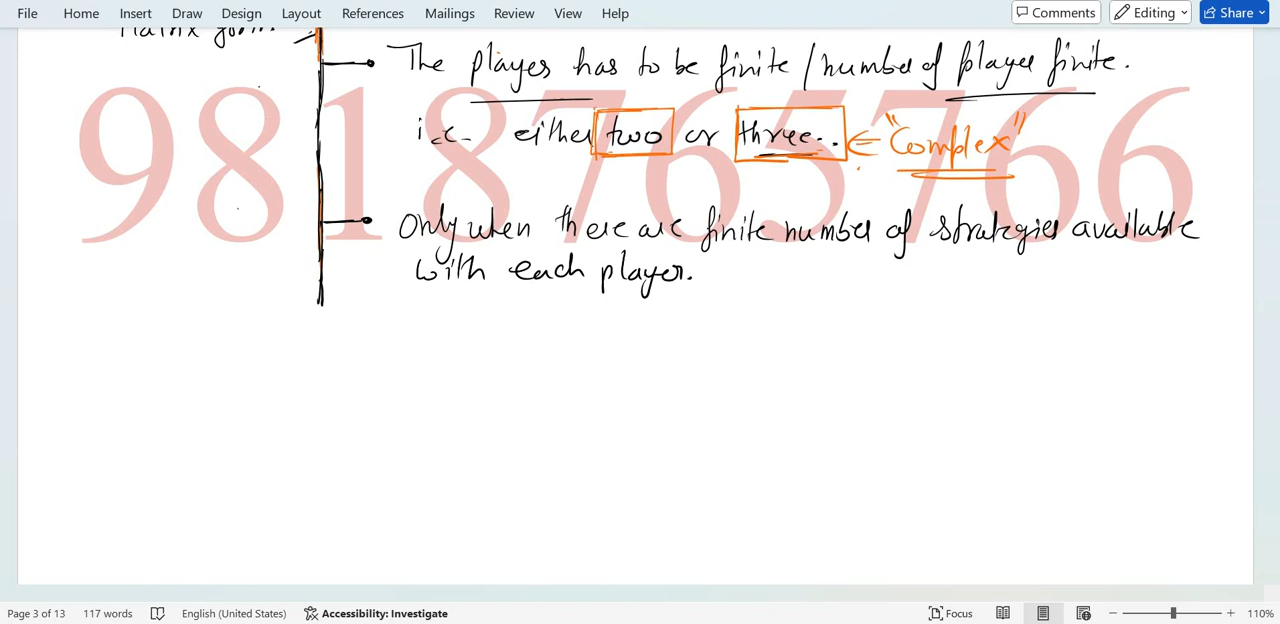 File Home Insert Draw Design Layout References Mailings Review View Help Comments Editing Share
Matrix form.
The players has to be finite / number of player finite.
i.e. either two or three.. ⇐ "Complex"
Only when there are finite number of strategies available
with each player.
9818765766
Page 3 of 13 117 words English (United States) Accessibility: Investigate Focus 110%